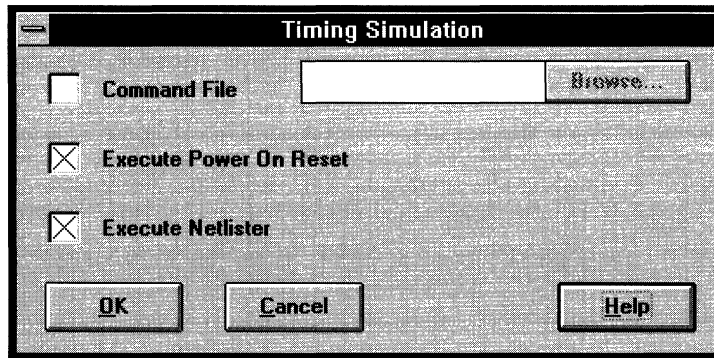 Timing Simulation
Command File
Browse...
Execute Power On Reset
Execute Netlister
OK
Cancel
Help